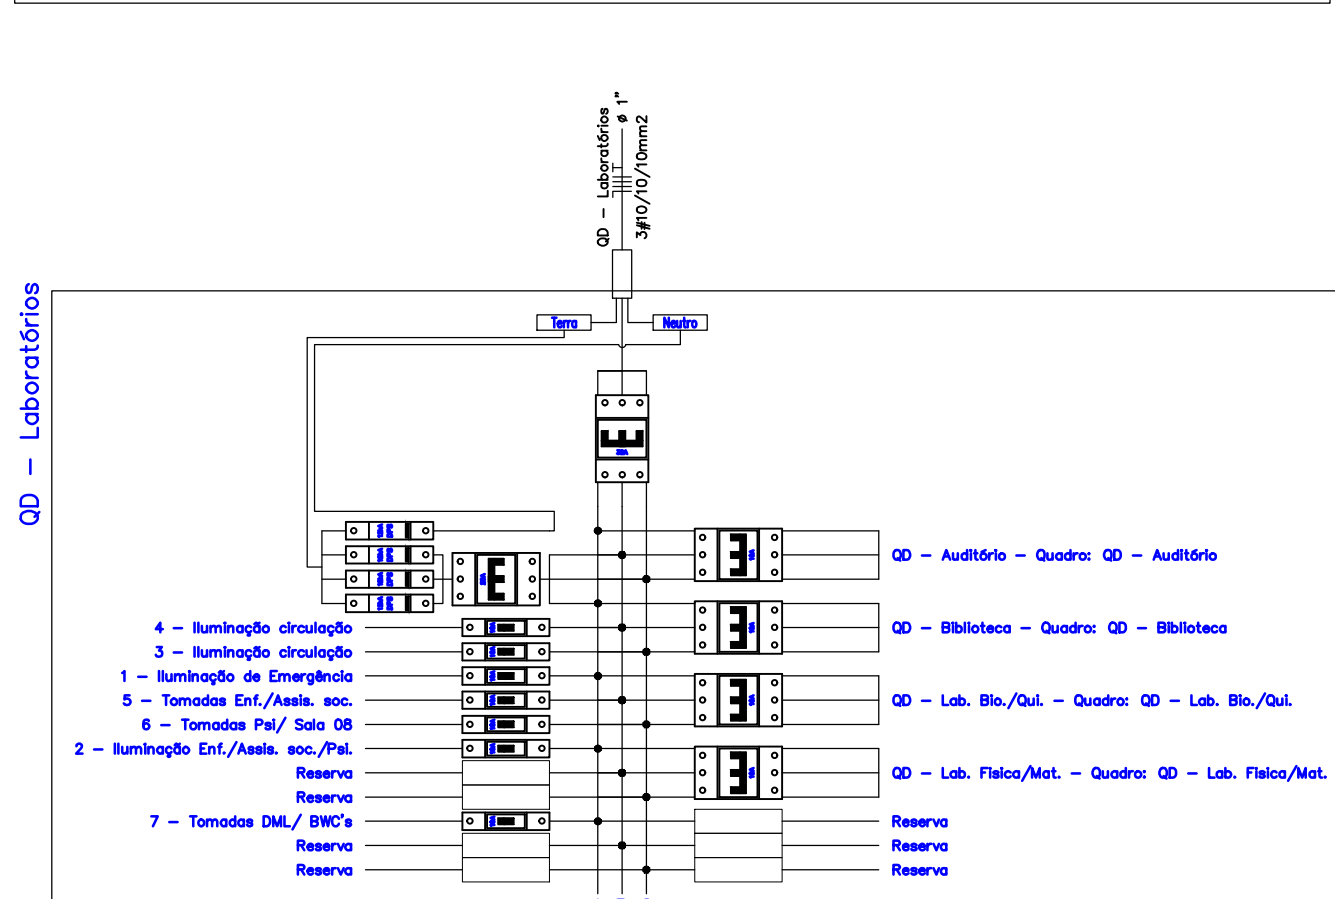 QD - Laboratórios
ø 1"
3#10/10/10mm2
QD - Laboratórios
Terra
Neutro
QD - Auditório - Quadro: QD - Auditório
4 - Iluminação circulação
QD - Biblioteca - Quadro: QD - Biblioteca
3 - Iluminação circulação
1 - Iluminação de Emergência
5 - Tomadas Enf./Assis. soc.
QD - Lab. Bio./Qui. - Quadro: QD - Lab. Bio./Qui.
6 - Tomadas Psi/ Sala 08
2 - Iluminação Enf./Assis. soc./Psi.
Reserva
QD - Lab. Fisica/Mat. - Quadro: QD - Lab. Fisica/Mat.
Reserva
7 - Tomadas DML/ BWC's
Reserva
Reserva
Reserva
Reserva
Reserva